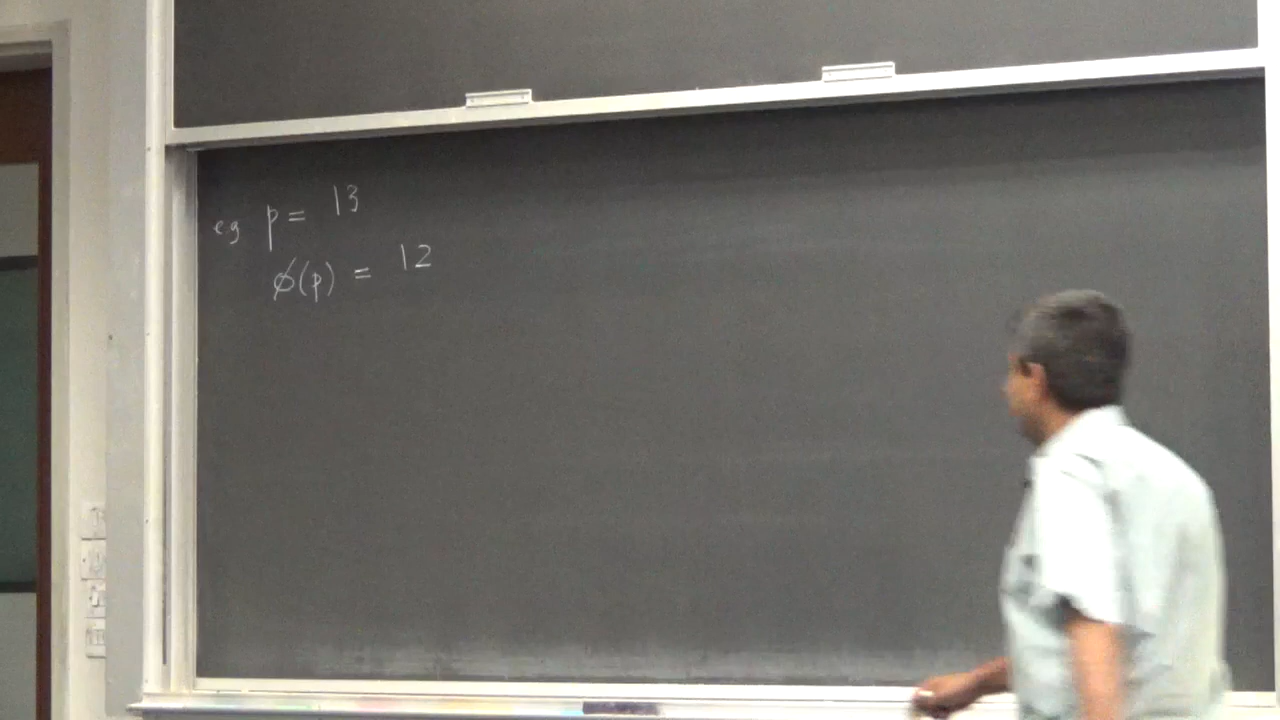 eg p = 13
ϕ(p) = 12